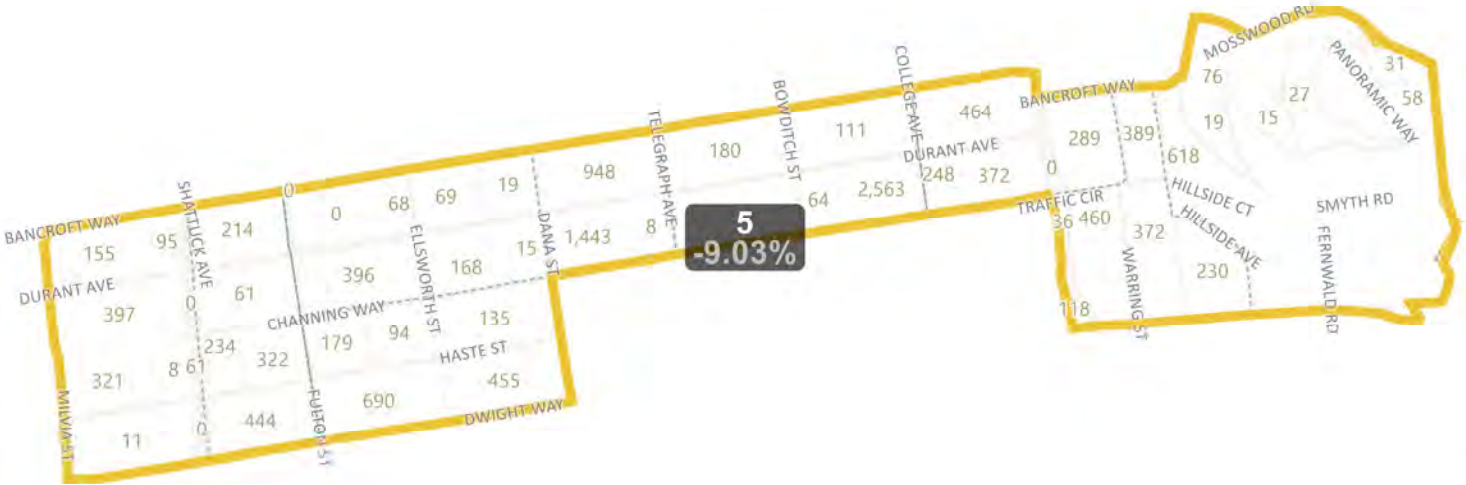 MOSSWOOD RD
PANORAMIC WAY
31
76
27
58
COLLEGE AVE
BANCROFT WAY
BOWDITCH ST
464
19
15
TELEGRAPH AVE
111
289
389
180
DURANT AVE
618
948
0
248
372
19
68
69
0
2,563
64
HILLSIDE CT
SMYTH RD
TRAFFIC CIR
HILLSIDE AVE
FERNWALD RD
SHATTUCK AVE
0
214
BANCROFT WAY
95
155
ELLSWORTH ST
DANA ST
15
1,443
8
5
-9.03%
36
460
372
WARRING ST
230
396
168
DURANT AVE
61
0
397
CHANNING WAY
118
179
94
135
234
322
HASTE ST
8
61
321
455
MILVIA ST
FULTON ST
690
DWIGHT WAY
444
0
11